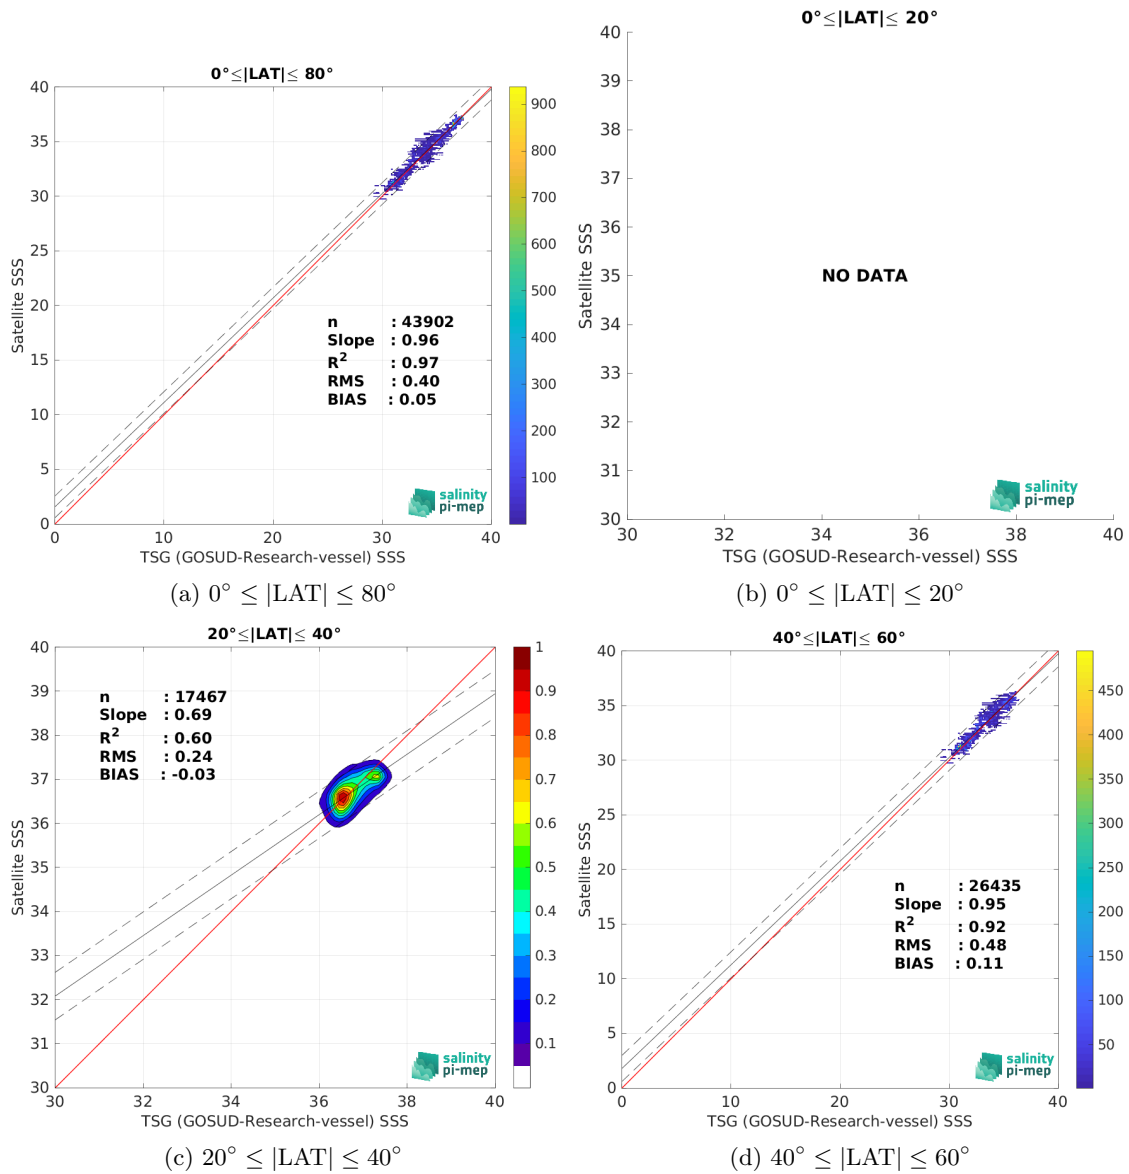 0°≤|LAT|≤ 80°
40
35
30
25
20
15
10
5
0
0
10
20
30
40
900
800
700
600
500
400
300
200
100
Satellite SSS
n : 43902
Slope : 0.96
R² : 0.97
RMS : 0.40
BIAS : 0.05
salinity
pi-mep
TSG (GOSUD-Research-vessel) SSS
(a) 0° ≤ |LAT| ≤ 80°
0°≤|LAT|≤ 20°
40
39
38
37
36
35
34
33
32
31
30
30
32
34
36
38
40
Satellite SSS
NO DATA
salinity
pi-mep
TSG (GOSUD-Research-vessel) SSS
(b) 0° ≤ |LAT| ≤ 20°
20°≤|LAT|≤ 40°
40
39
38
37
36
35
34
33
32
31
30
30
32
34
36
38
40
1
0.9
0.8
0.7
0.6
0.5
0.4
0.3
0.2
0.1
Satellite SSS
n : 17467
Slope : 0.69
R² : 0.60
RMS : 0.24
BIAS : -0.03
salinity
pi-mep
TSG (GOSUD-Research-vessel) SSS
(c) 20° ≤ |LAT| ≤ 40°
40°≤|LAT|≤ 60°
40
35
30
25
20
15
10
5
0
0
10
20
30
40
450
400
350
300
250
200
150
100
50
Satellite SSS
n : 26435
Slope : 0.95
R² : 0.92
RMS : 0.48
BIAS : 0.11
salinity
pi-mep
TSG (GOSUD-Research-vessel) SSS
(d) 40° ≤ |LAT| ≤ 60°